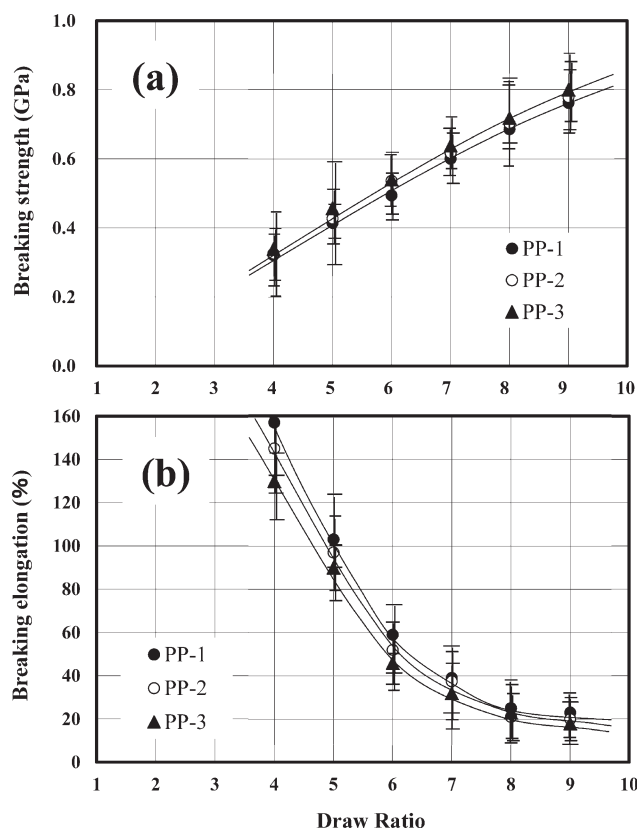 (a)
Breaking strength (GPa)
1.0
0.8
0.6
0.4
0.2
0.0
PP-1
PP-2
PP-3
1 2 3 4 5 6 7 8 9 10
(b)
Breaking elongation (%)
160
140
120
100
80
60
40
20
0
PP-1
PP-2
PP-3
1 2 3 4 5 6 7 8 9 10
Draw Ratio